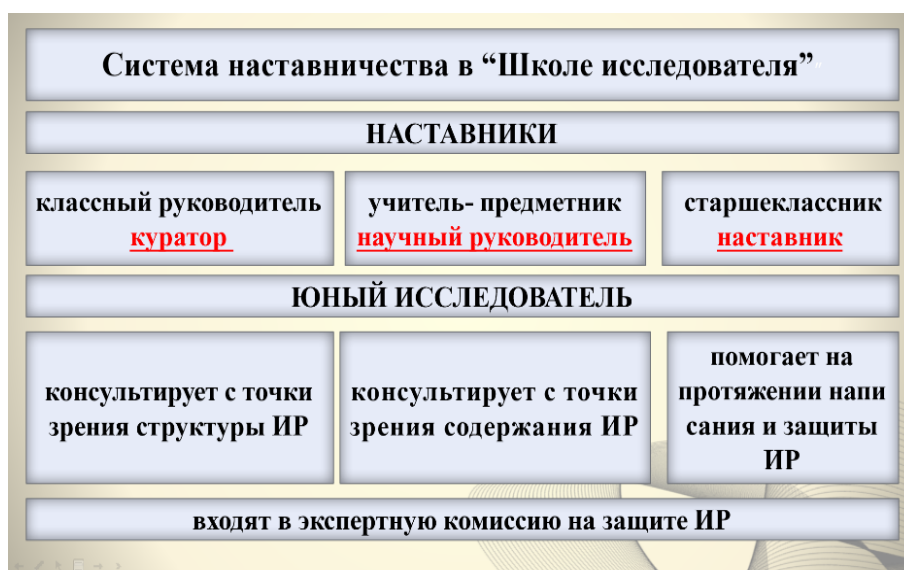 Система наставничества в “Школе исследователя”"
НАСТАВНИКИ
классный руководитель
куратор
учитель- предметник
научный руководитель
старшеклассник
наставник
ЮНЫЙ ИССЛЕДОВАТЕЛЬ
консультирует с точки
зрения структуры ИР
консультирует с точки
зрения содержания ИР
помогает на
протяжении напи
сания и защиты
ИР
входят в экспертную комиссию на защите ИР